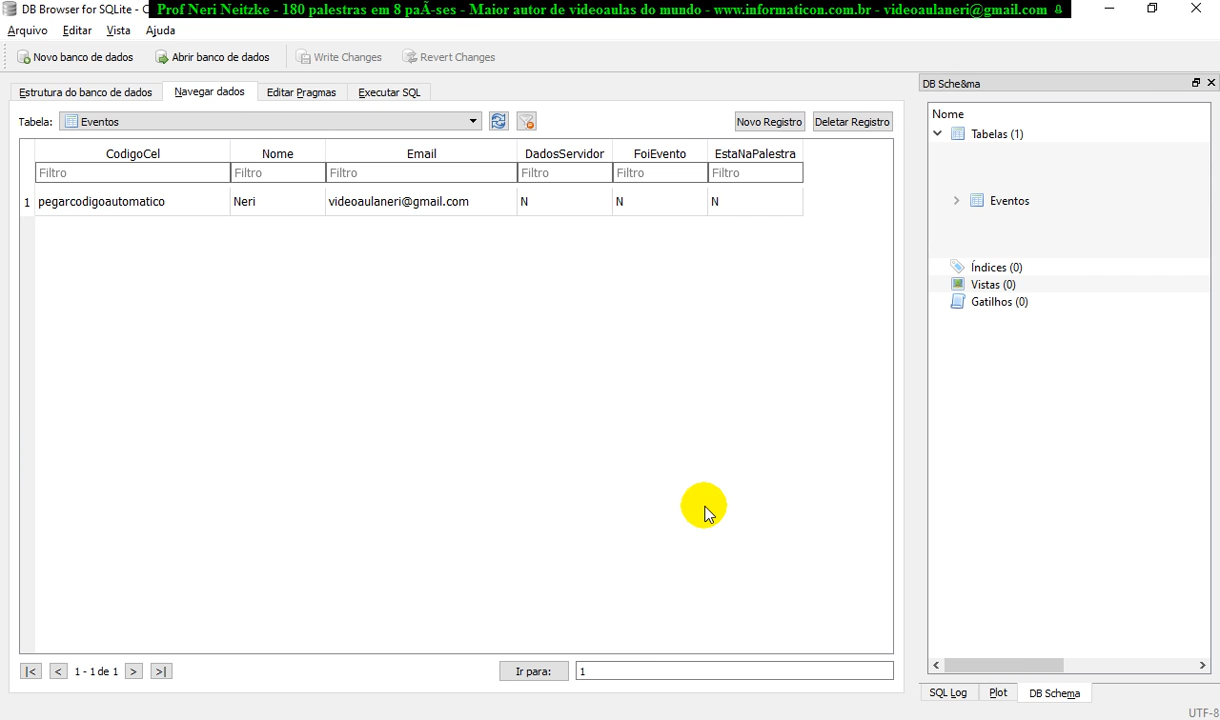 DB Browser for SQLite - C
Prof Neri Neitzke - 180 palestras em 8 paÃ-ses - Maior autor de videoaulas do mundo - www.informaticon.com.br - videoaulaneri@gmail.com
Arquivo Editar Vista Ajuda
Novo banco de dados Abrir banco de dados Write Changes Revert Changes
Estrutura do banco de dados Navegar dados Editar Pragmas Executar SQL
Tabela: Eventos Novo Registro Deletar Registro
CodigoCel Nome Email DadosServidor FoiEvento EstaNaPalestra
Filtro Filtro Filtro Filtro Filtro Filtro
1 pegarcodigoautomatico Neri videoaulaneri@gmail.com N N N
|< < 1 - 1 de 1 > >| Ir para: 1
DB Sche&ma
Nome
Tabelas (1)
Eventos
Índices (0)
Vistas (0)
Gatilhos (0)
SQL Log Plot DB Schema
UTF-8